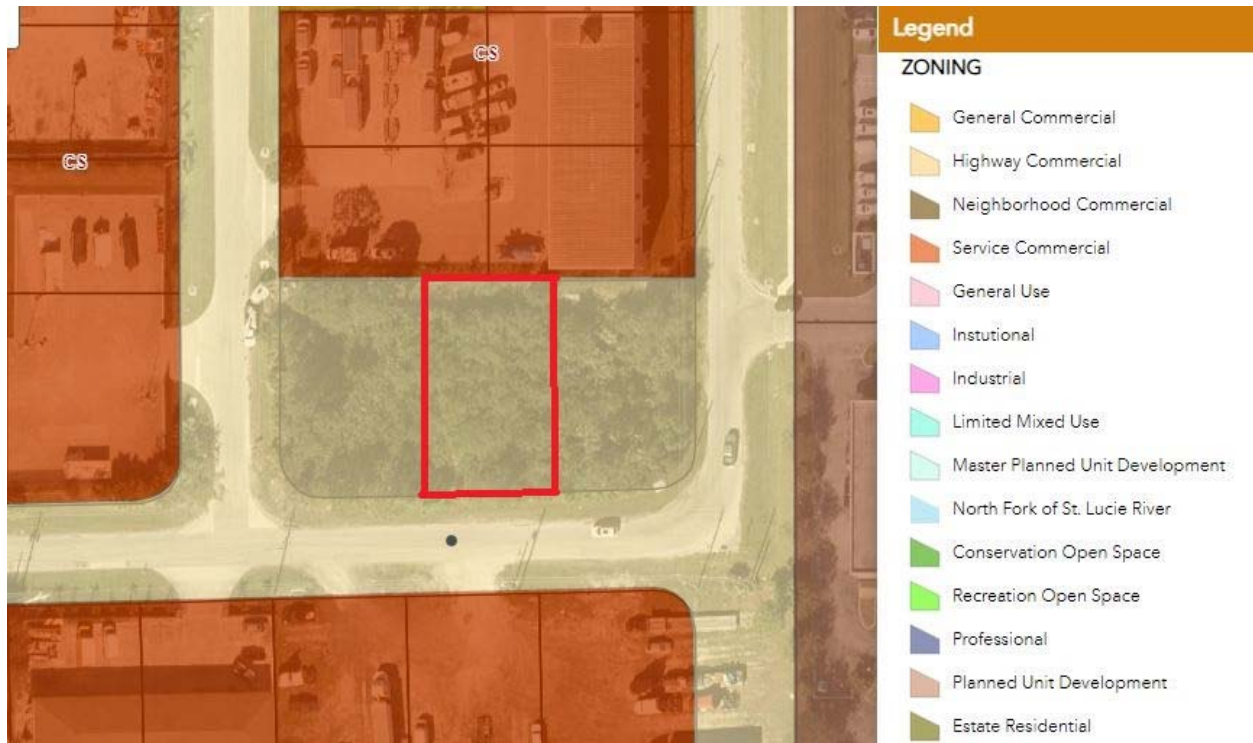 CS
CS
Legend
ZONING
General Commercial
Highway Commercial
Neighborhood Commercial
Service Commercial
General Use
Instutional
Industrial
Limited Mixed Use
Master Planned Unit Development
North Fork of St. Lucie River
Conservation Open Space
Recreation Open Space
Professional
Planned Unit Development
Estate Residential